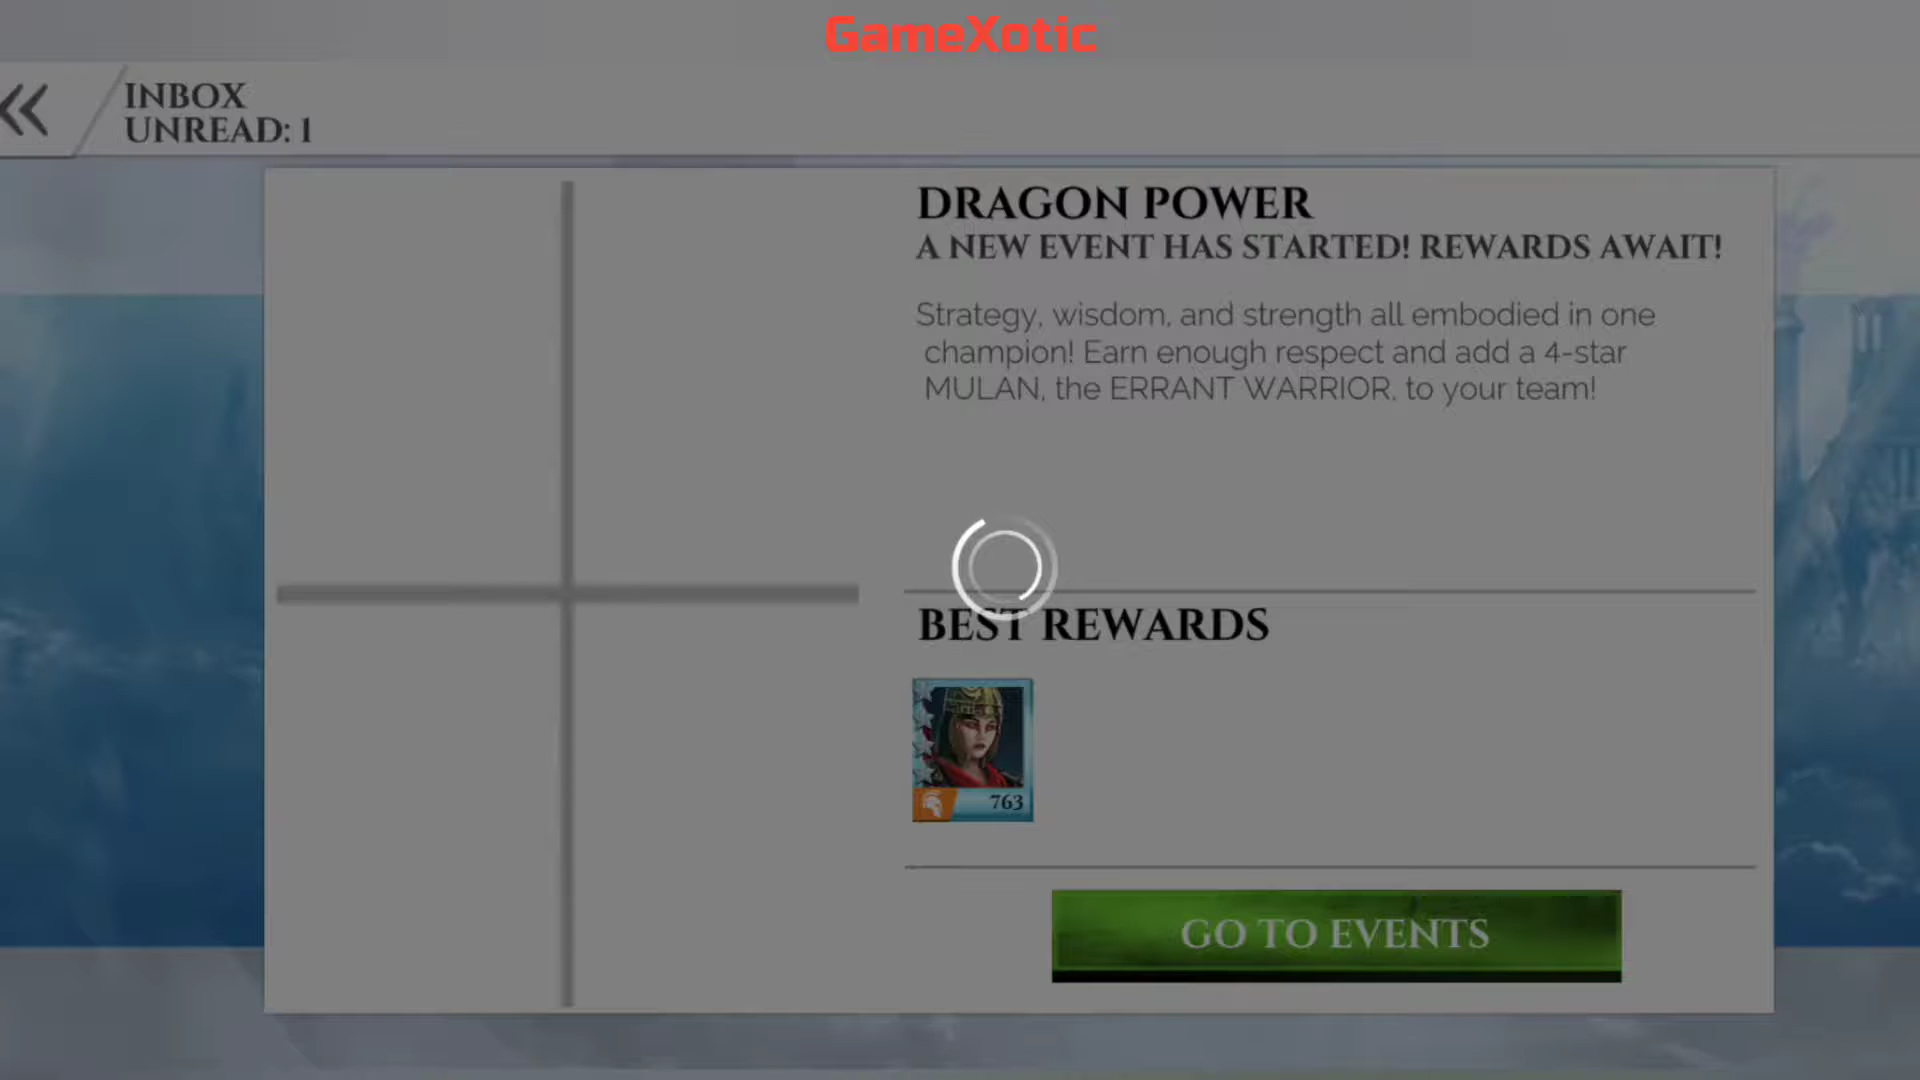 GameXotic
INBOX
UNREAD: 1
DRAGON POWER
A NEW EVENT HAS STARTED! REWARDS AWAIT!
Strategy, wisdom, and strength all embodied in one
champion! Earn enough respect and add a 4-star
MULAN, the ERRANT WARRIOR, to your team!
BEST REWARDS
763
GO TO EVENTS